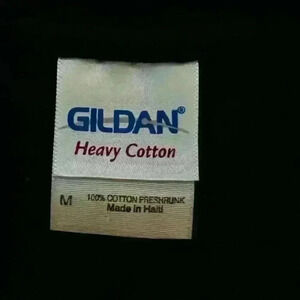 GILDAN®
Heavy Cotton
M
100% COTTON PRESHRUNK
Made in Haiti